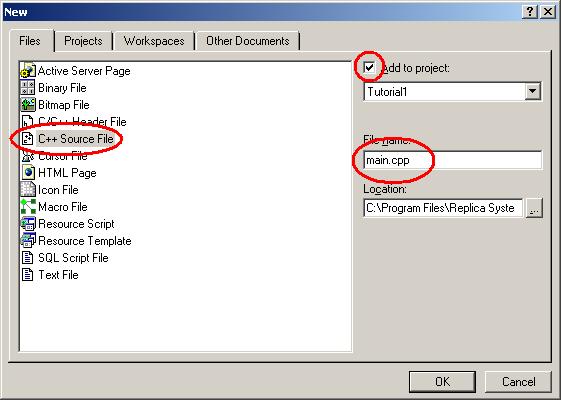 New
Files
Projects
Workspaces
Other Documents
Active Server Page
Binary File
Bitmap File
C/C++ Header File
C++ Source File
Cursor File
HTML Page
Icon File
Macro File
Resource Script
Resource Template
SQL Script File
Text File
Add to project:
Tutorial1
File name:
main.cpp
Location:
C:\Program Files\Replica Syste
...
OK
Cancel